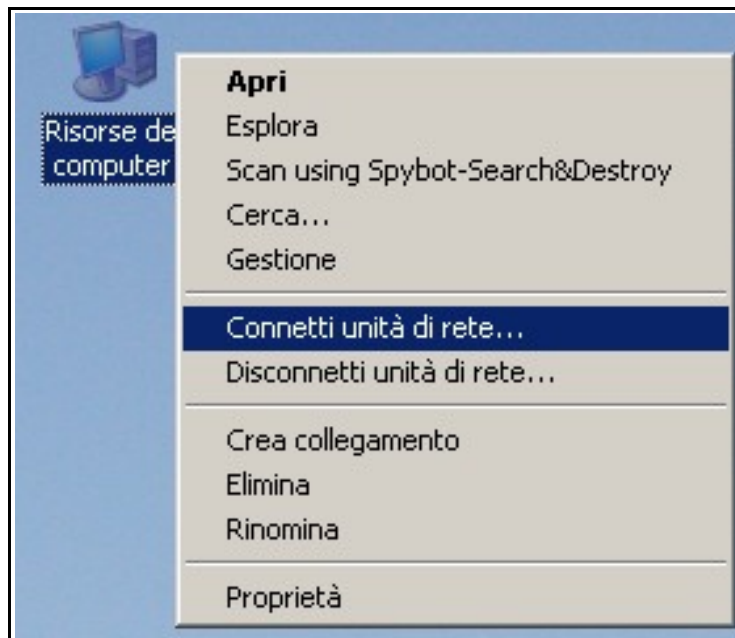 Risorse de
computer
Apri
Esplora
Scan using Spybot-Search&Destroy
Cerca...
Gestione
Connetti unità di rete...
Disconnetti unità di rete...
Crea collegamento
Elimina
Rinomina
Proprietà